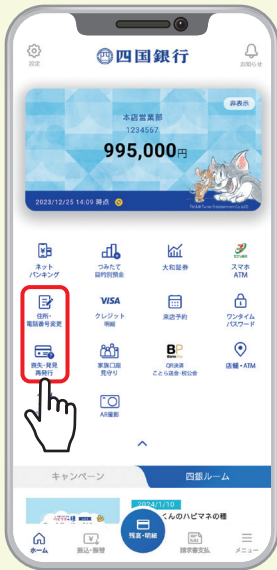 設定
四国銀行
お知らせ
非表示
本店営業部
1234567
995,000円
2023/12/25 14:09 時点
ネット
バンキング
つみたて
目的別預金
大和証券
スマホ
ATM
住所・
電話番号変更
VISA
クレジット
明細
来店予約
ワンタイム
パスワード
喪失・発見
再発行
家族口座
見守り
BP
QR決済
ことら送金・税公金
店舗・ATM
AR撮影
キャンペーン
四銀ルーム
2024/1/10
くんのハピマネの種
ホーム
振込・振替
残高・明細
請求書支払
メニュー